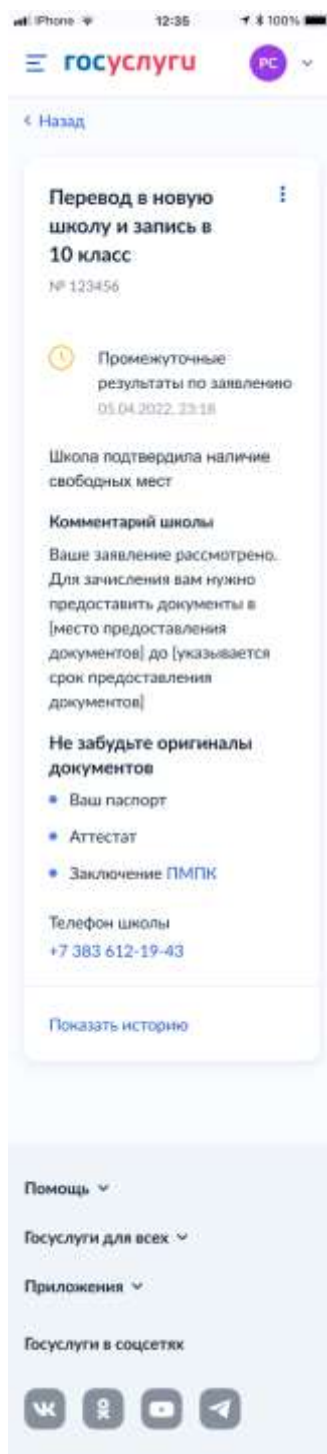 iPhone 12:35 100%
госуслуги РС
Назад
Перевод в новую
школу и запись в
10 класс
№ 123456
Промежуточные
результаты по заявлению
05.04.2022, 23:18
Школа подтвердила наличие
свободных мест
Комментарий школы
Ваше заявление рассмотрено.
Для зачисления вам нужно
предоставить документы в
[место предоставления
документов] до [указывается
срок предоставления
документов]
Не забудьте оригиналы
документов
• Ваш паспорт
• Аттестат
• Заключение ПМПК
Телефон школы
+7 383 612-19-43
Показать историю
Помощь
Госуслуги для всех
Приложения
Госуслуги в соцсетях